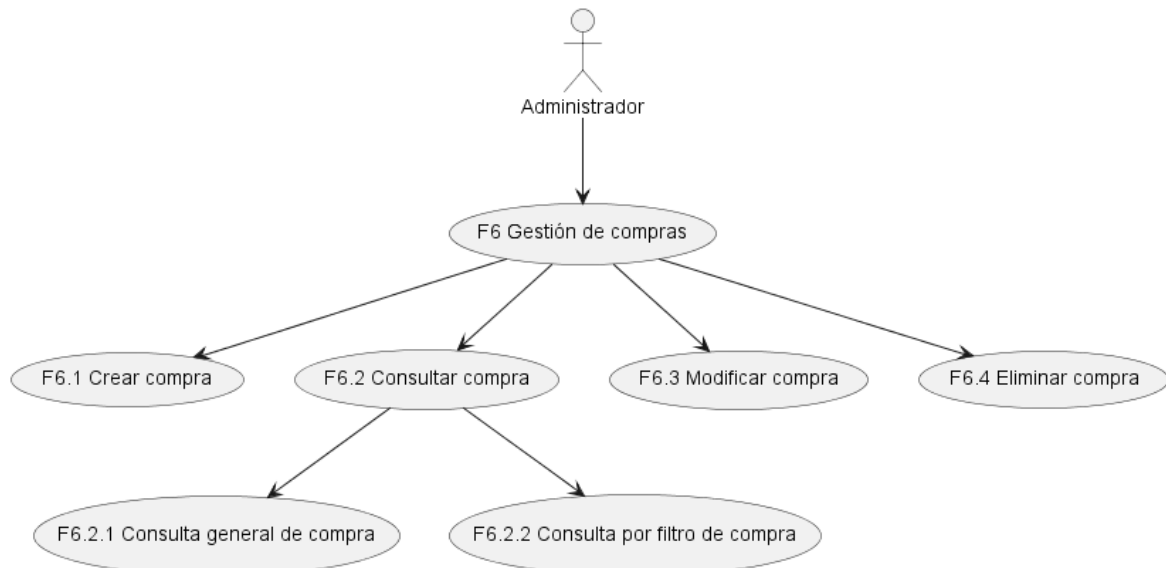 Administrador
F6 Gestión de compras
F6.1 Crear compra
F6.2 Consultar compra
F6.3 Modificar compra
F6.4 Eliminar compra
F6.2.1 Consulta general de compra
F6.2.2 Consulta por filtro de compra